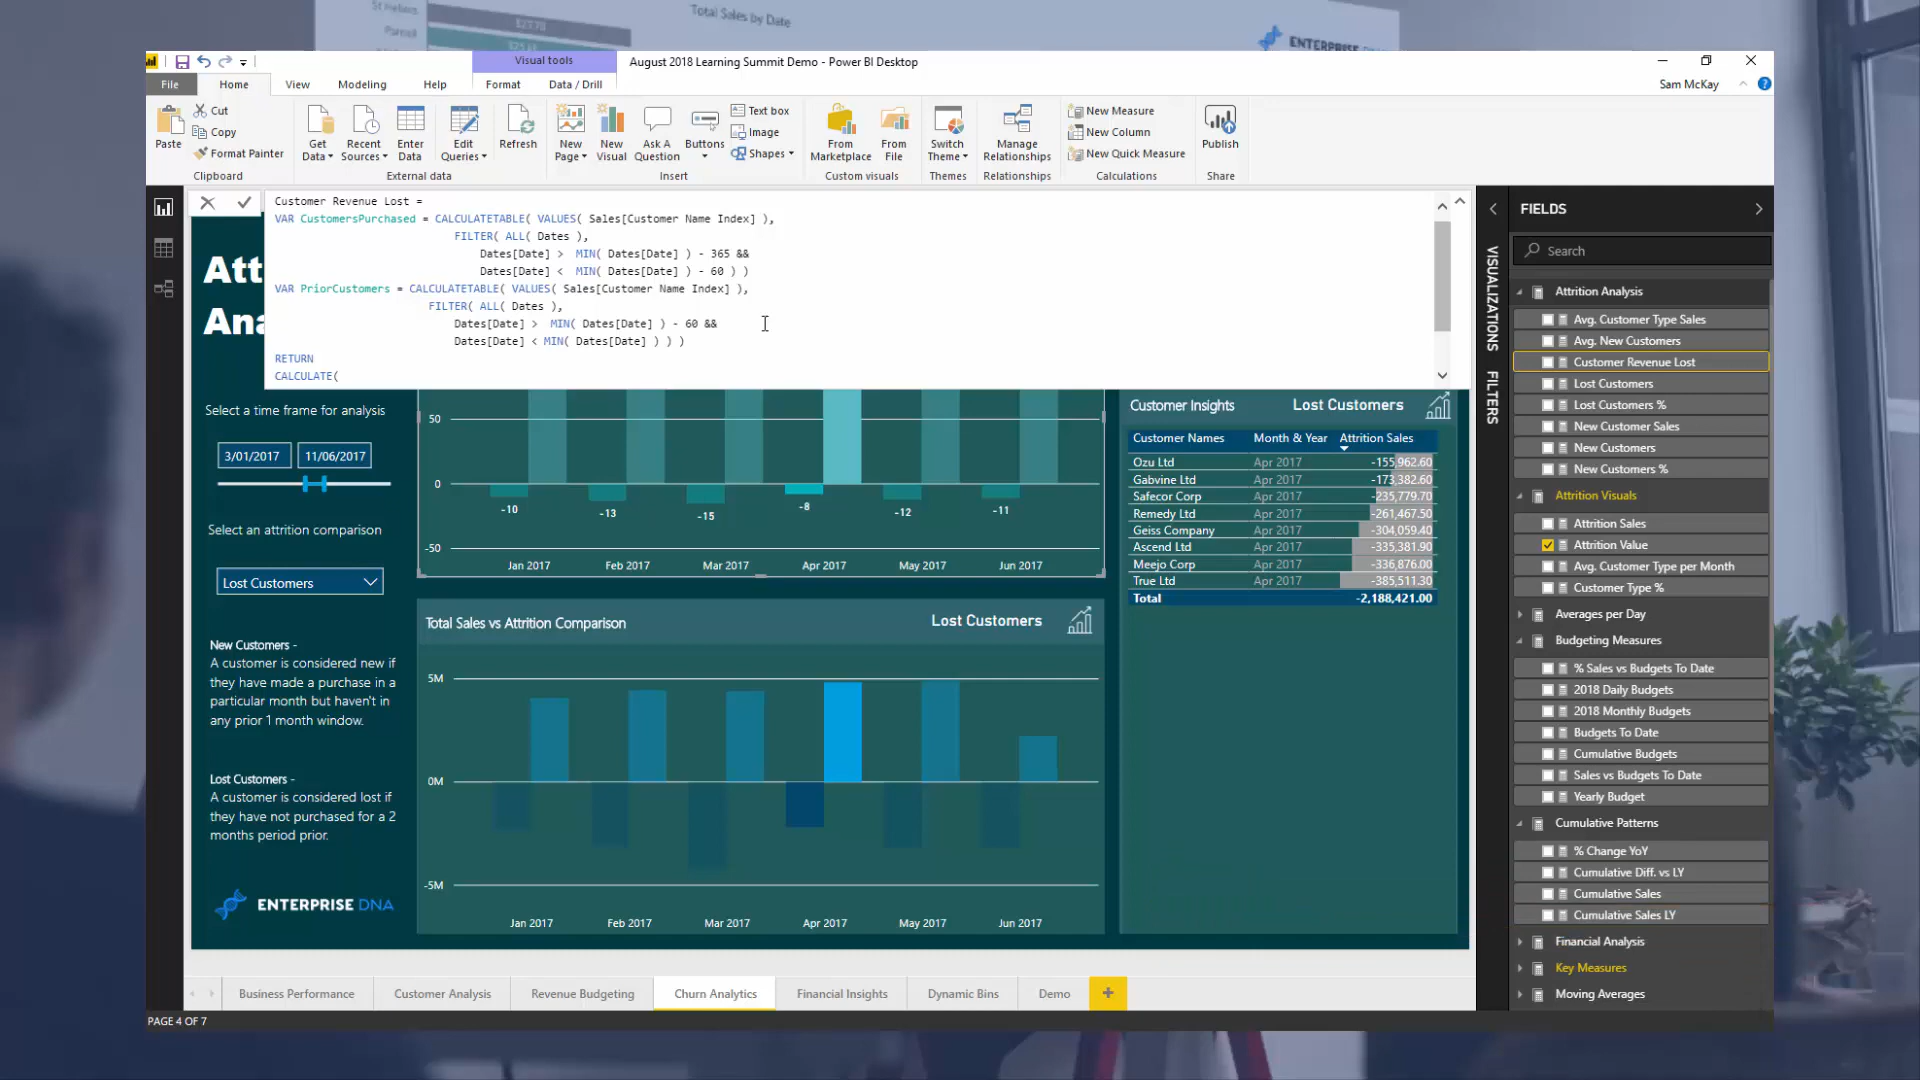 St Heliers
Parnell
$27.7B
Total Sales by Date
ENTERPRISE
Visual tools
August 2018 Learning Summit Demo - Power BI Desktop
File
Home
View
Modeling
Help
Format
Data / Drill
Sam McKay
Paste
Cut
Copy
Format Painter
Clipboard
Get
Data
Recent
Sources
Enter
Data
Edit
Queries
Refresh
External data
New
Page
New
Visual
Ask A
Question
Buttons
Text box
Image
Shapes
Insert
From
Marketplace
From
File
Custom visuals
Switch
Theme
Themes
Manage
Relationships
Relationships
New Measure
New Column
New Quick Measure
Calculations
Publish
Share
Customer Revenue Lost =
VAR CustomersPurchased = CALCULATETABLE( VALUES( Sales[Customer Name Index] ),
FILTER( ALL( Dates ),
Dates[Date] > MIN( Dates[Date] ) - 365 &&
Dates[Date] < MIN( Dates[Date] ) - 60 ) )
VAR PriorCustomers = CALCULATETABLE( VALUES( Sales[Customer Name Index] ),
FILTER( ALL( Dates ),
Dates[Date] > MIN( Dates[Date] ) - 60 &&
Dates[Date] < MIN( Dates[Date] ) ) )
RETURN
CALCULATE(
Att
Ana
Select a time frame for analysis
3/01/2017
11/06/2017
Select an attrition comparison
Lost Customers
New Customers -
A customer is considered new if
they have made a purchase in a
particular month but haven't in
any prior 1 month window.
Lost Customers -
A customer is considered lost if
they have not purchased for a 2
months period prior.
ENTERPRISE DNA
50
0
-50
-10
-13
-15
-8
-12
-11
Jan 2017
Feb 2017
Mar 2017
Apr 2017
May 2017
Jun 2017
Total Sales vs Attrition Comparison
Lost Customers
5M
0M
-5M
Jan 2017
Feb 2017
Mar 2017
Apr 2017
May 2017
Jun 2017
Customer Insights
Lost Customers
Customer Names Month & Year Attrition Sales
Ozu Ltd Apr 2017 -155,962.60
Gabvine Ltd Apr 2017 -173,382.60
Safecor Corp Apr 2017 -235,779.70
Remedy Ltd Apr 2017 -261,467.50
Geiss Company Apr 2017 -304,059.40
Ascend Ltd Apr 2017 -335,381.90
Meejo Corp Apr 2017 -336,876.00
True Ltd Apr 2017 -385,511.30
Total -2,188,421.00
VISUALIZATIONS
FILTERS
FIELDS
Search
Attrition Analysis
Avg. Customer Type Sales
Avg. New Customers
Customer Revenue Lost
Lost Customers
Lost Customers %
New Customer Sales
New Customers
New Customers %
Attrition Visuals
Attrition Sales
Attrition Value
Avg. Customer Type per Month
Customer Type %
Averages per Day
Budgeting Measures
% Sales vs Budgets To Date
2018 Daily Budgets
2018 Monthly Budgets
Budgets To Date
Cumulative Budgets
Sales vs Budgets To Date
Yearly Budget
Cumulative Patterns
% Change YoY
Cumulative Diff. vs LY
Cumulative Sales
Cumulative Sales LY
Financial Analysis
Key Measures
Moving Averages
Business Performance
Customer Analysis
Revenue Budgeting
Churn Analytics
Financial Insights
Dynamic Bins
Demo
PAGE 4 OF 7